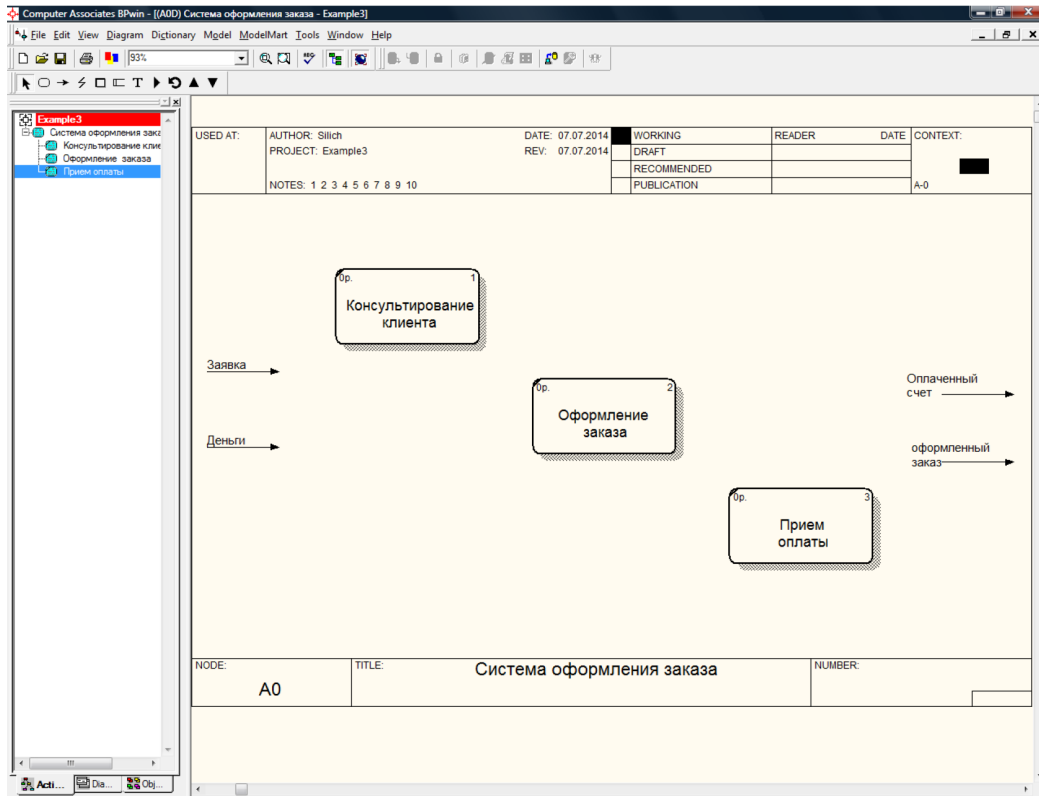 Computer Associates BPwin - [(A0D) Система оформления заказа - Example3]
File Edit View Diagram Dictionary Model ModelMart Tools Window Help
93%
Example3
Система оформления зака
Консультирование клие
Оформление заказа
Прием оплаты
USED AT:
AUTHOR: Silich
DATE: 07.07.2014
WORKING
READER
DATE
CONTEXT:
PROJECT: Example3
REV: 07.07.2014
DRAFT
RECOMMENDED
NOTES: 1 2 3 4 5 6 7 8 9 10
PUBLICATION
A-0
0р.
1
Консультирование
клиента
Заявка
0р.
2
Оформление
заказа
Оплаченный
счет
Деньги
оформленный
заказ
0р.
3
Прием
оплаты
NODE:
A0
TITLE:
Система оформления заказа
NUMBER:
Acti...
Dia...
Obj...